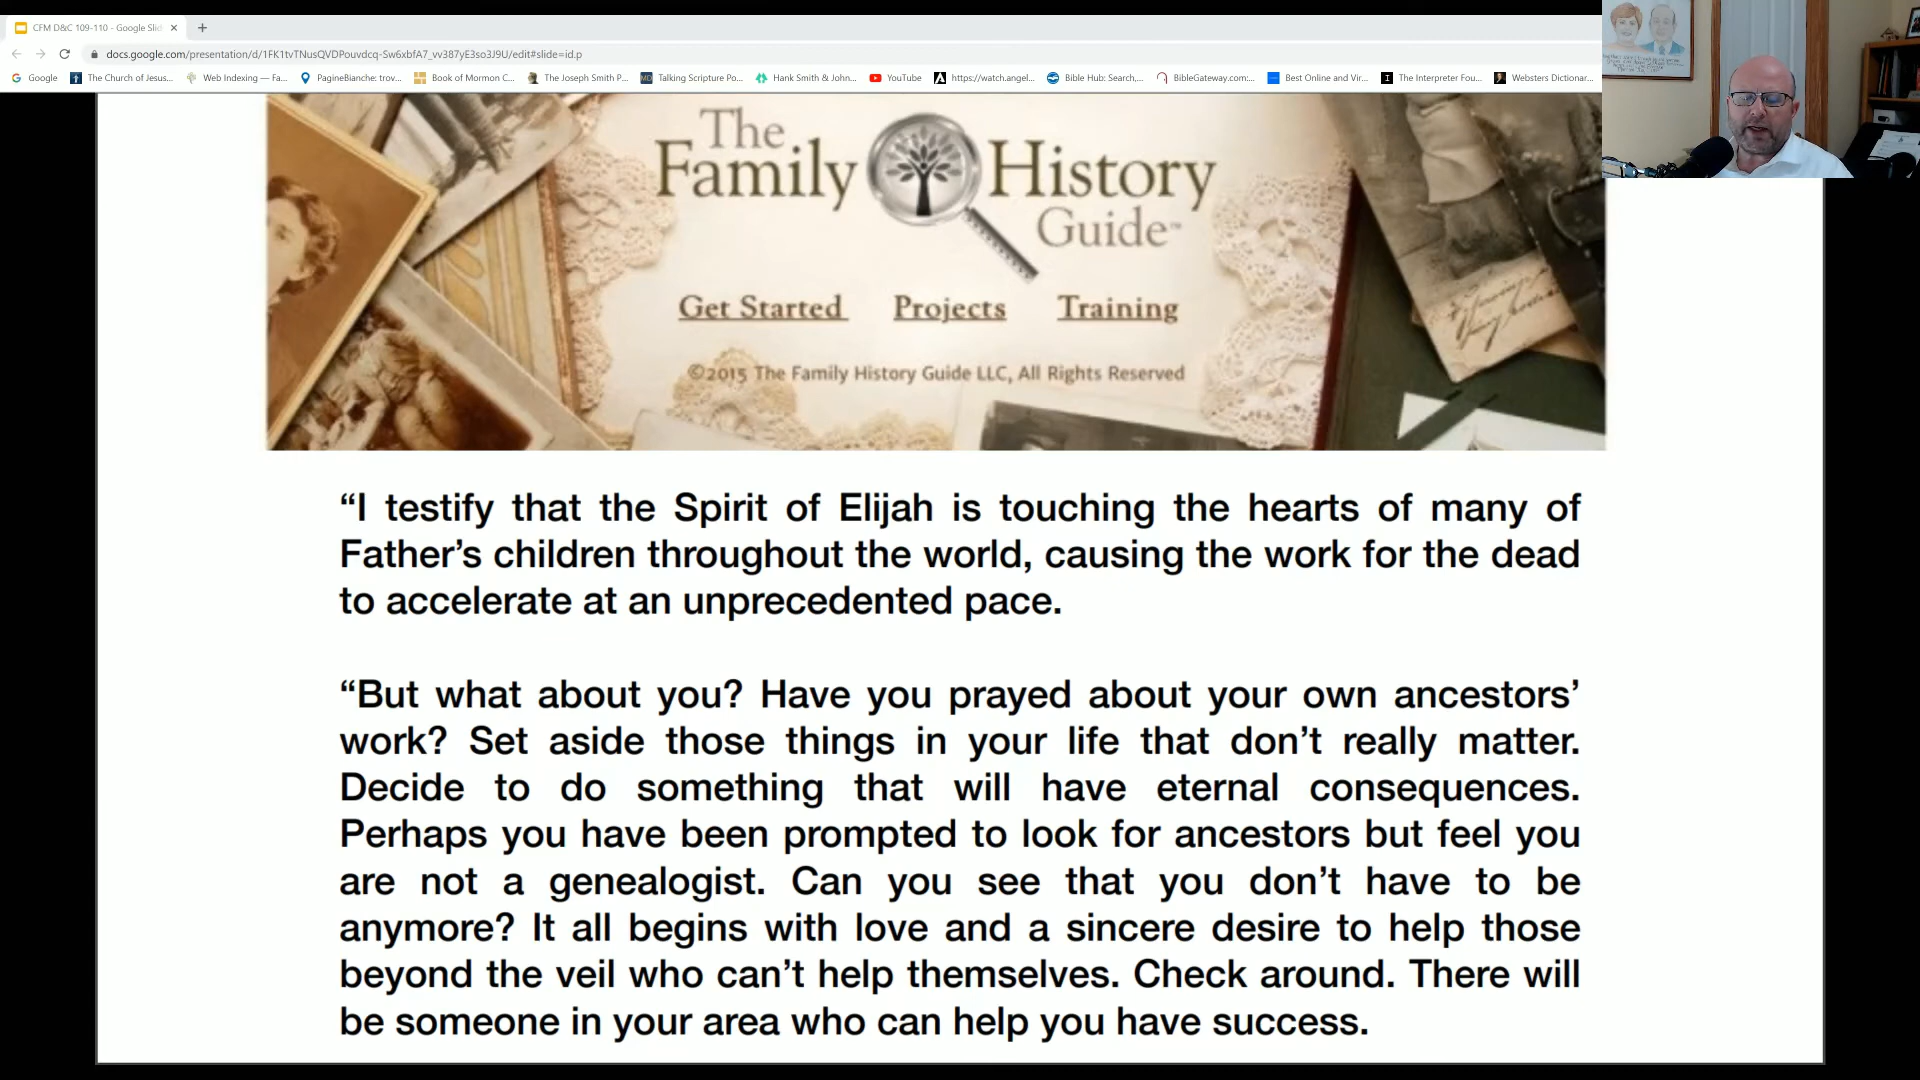 CFM D&C 109-110 - Google Slid
docs.google.com/presentation/d/1FK1tvTNusQVDPouvdcq-Sw6xbfA7_vv387yE3so3J9U/edit#slide=id.p
Google The Church of Jesus... Web Indexing — Fa... PagineBianche: trov... Book of Mormon C... The Joseph Smith P... Talking Scripture Po... Hank Smith & John... YouTube https://watch.angel... Bible Hub: Search,... BibleGateway.com:... Best Online and Vir... The Interpreter Fou... Websters Dictionar...
The
Family History
Guide™
Get Started Projects Training
©2015 The Family History Guide LLC, All Rights Reserved
“I testify that the Spirit of Elijah is touching the hearts of many of
Father’s children throughout the world, causing the work for the dead
to accelerate at an unprecedented pace.
“But what about you? Have you prayed about your own ancestors’
work? Set aside those things in your life that don’t really matter.
Decide to do something that will have eternal consequences.
Perhaps you have been prompted to look for ancestors but feel you
are not a genealogist. Can you see that you don’t have to be
anymore? It all begins with love and a sincere desire to help those
beyond the veil who can’t help themselves. Check around. There will
be someone in your area who can help you have success.